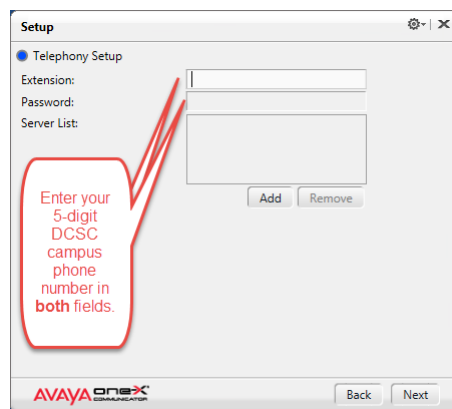 Setup
Telephony Setup
Extension:
Password:
Server List:
Add Remove
Enter your
5-digit
DCSC
campus
phone
number in
both fields.
AVAYA one-X
COMMUNICATOR
Back Next